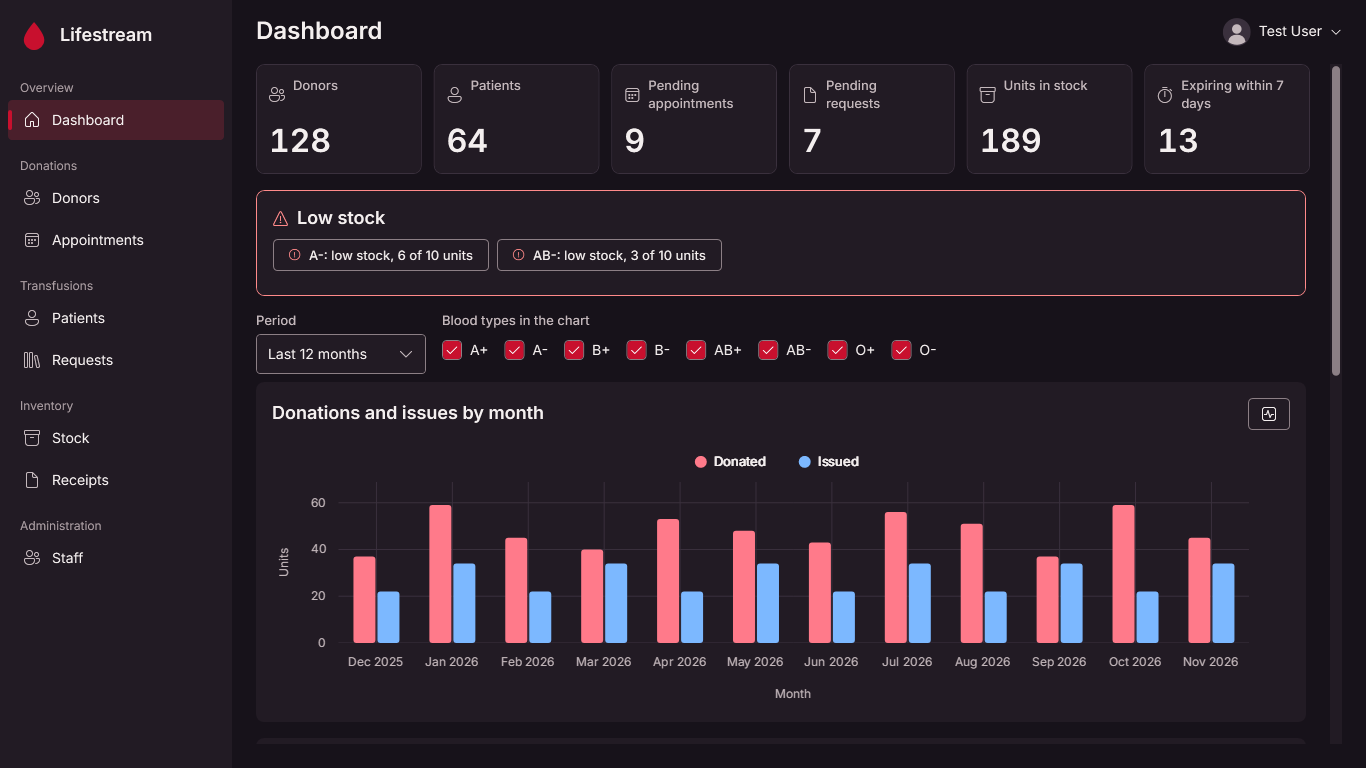 Lifestream
Overview
Dashboard
Donations
Donors
Appointments
Transfusions
Patients
Requests
Inventory
Stock
Receipts
Administration
Staff
Dashboard
Test User
Donors
128
Patients
64
Pending
appointments
9
Pending
requests
7
Units in stock
189
Expiring within 7
days
13
Low stock
A-: low stock, 6 of 10 units
AB-: low stock, 3 of 10 units
Period
Last 12 months
Blood types in the chart
A+ A- B+ B- AB+ AB- O+ O-
Donations and issues by month
Donated Issued
Units
60
40
20
0
Dec 2025 Jan 2026 Feb 2026 Mar 2026 Apr 2026 May 2026 Jun 2026 Jul 2026 Aug 2026 Sep 2026 Oct 2026 Nov 2026
Month